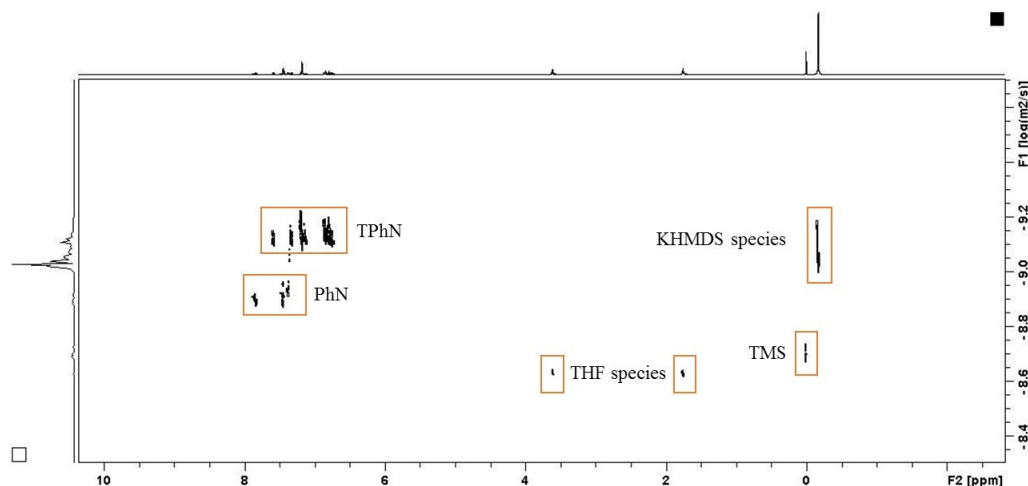 F1 [log(m2/s)]
-9.2
TPhN
KHMDS species
-9.0
PhN
-8.8
TMS
THF species
-8.6
-8.4
10 8 6 4 2 0 F2 [ppm]